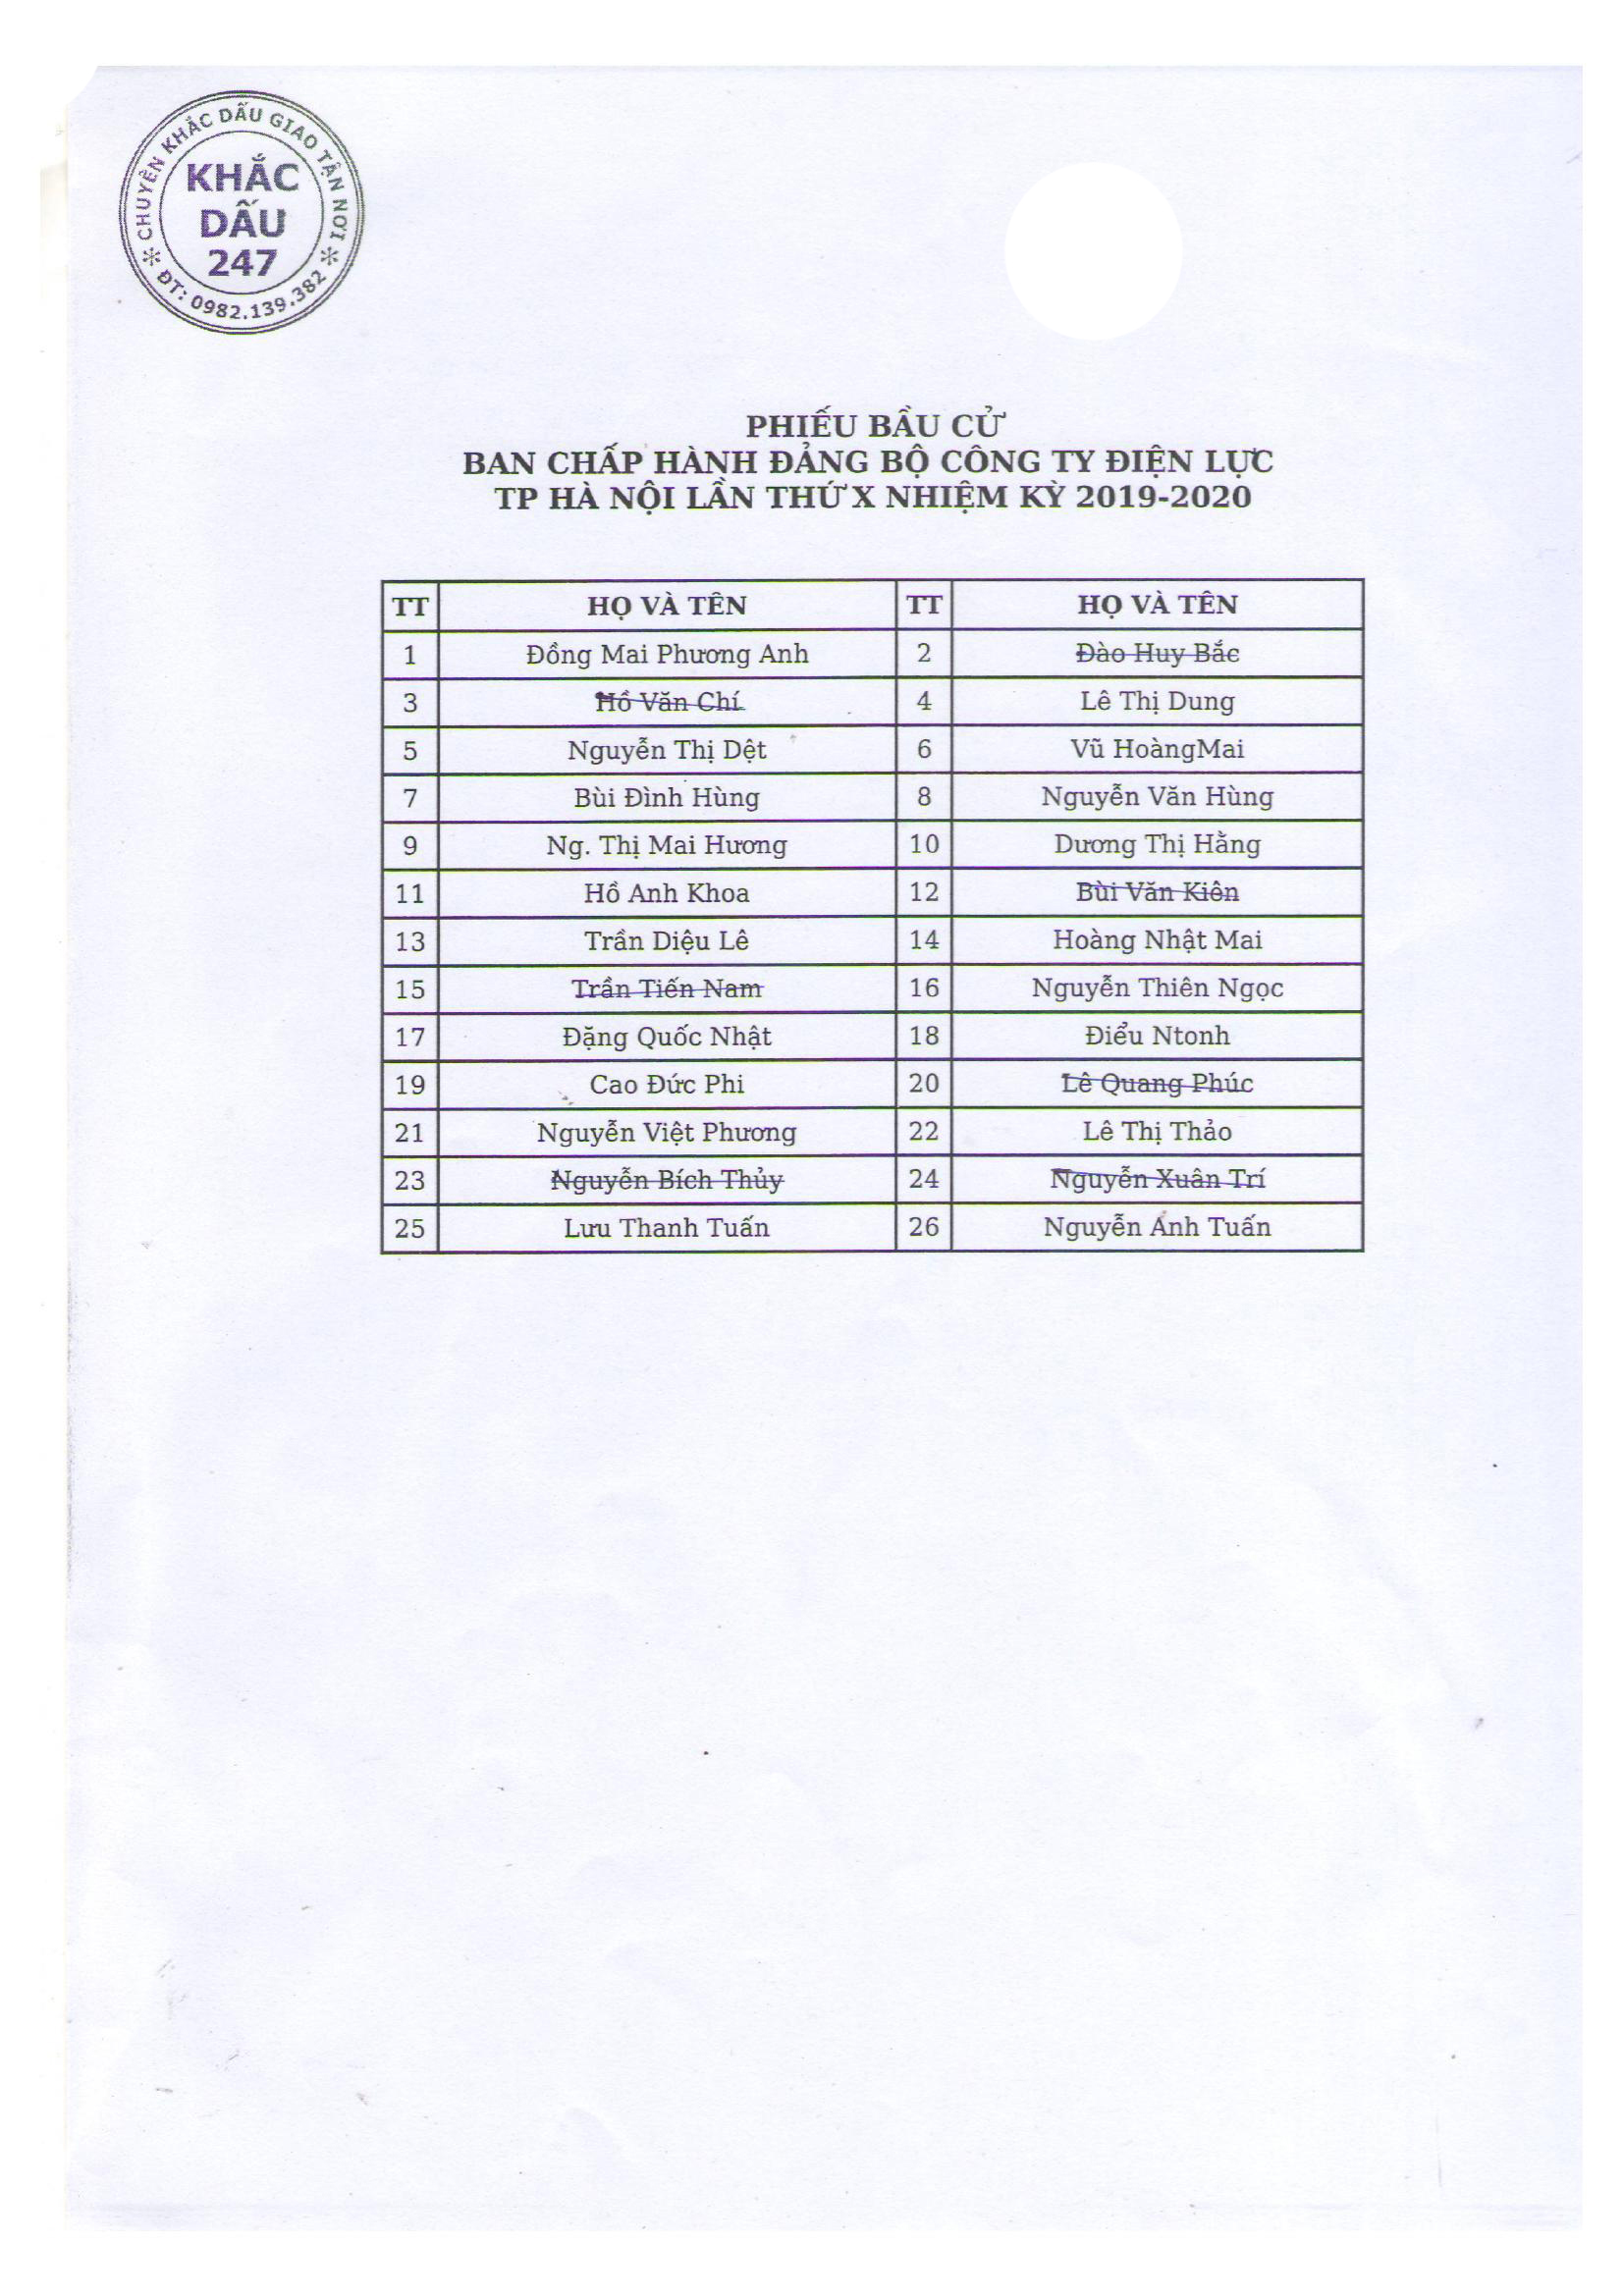 CHUYÊN KHẮC DẤU GIAO TẬN NƠI
KHẮC
DẤU
247
ĐT: 0982.139.382
PHIẾU BẦU CỬ
BAN CHẤP HÀNH ĐẢNG BỘ CÔNG TY ĐIỆN LỰC
TP HÀ NỘI LẦN THỨ X NHIỆM KỲ 2019-2020
TT HỌ VÀ TÊN TT HỌ VÀ TÊN
1 Đồng Mai Phương Anh 2 Đào Huy Bắc
3 Hồ Văn Chí 4 Lê Thị Dung
5 Nguyễn Thị Dệt 6 Vũ HoàngMai
7 Bùi Đình Hùng 8 Nguyễn Văn Hùng
9 Ng. Thị Mai Hương 10 Dương Thị Hằng
11 Hồ Anh Khoa 12 Bùi Văn Kiên
13 Trần Diệu Lê 14 Hoàng Nhật Mai
15 Trần Tiến Nam 16 Nguyễn Thiên Ngọc
17 Đặng Quốc Nhật 18 Điểu Ntonh
19 Cao Đức Phi 20 Lê Quang Phúc
21 Nguyễn Việt Phương 22 Lê Thị Thảo
23 Nguyễn Bích Thủy 24 Nguyễn Xuân Trí
25 Lưu Thanh Tuấn 26 Nguyễn Anh Tuấn